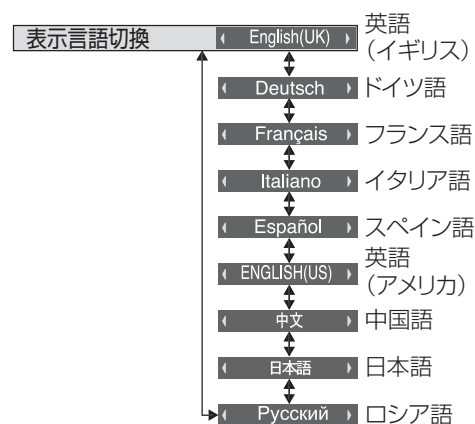 表示言語切換 English(UK) 英語
(イギリス)
Deutsch ドイツ語
Français フランス語
Italiano イタリア語
Español スペイン語
ENGLISH(US) 英語
(アメリカ)
中文 中国語
日本語 日本語
Русский ロシア語